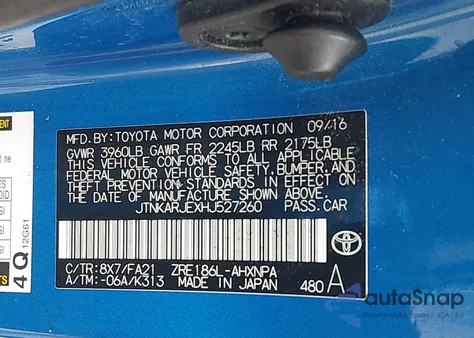 MFD. BY: TOYOTA MOTOR CORPORATION 09/16
GVWR 3960LB GAWR FR 2245LB RR 2175LB
THIS VEHICLE CONFORMS TO ALL APPLICABLE
FEDERAL MOTOR VEHICLE SAFETY, BUMPER, AND
THEFT PREVENTION STANDARDS IN EFFECT ON
THE DATE OF MANUFACTURE SHOWN ABOVE.
JTNKARJEXHJ527260 PASS.CAR
C/TR: 8X7/FA21 ZRE186L-AHXNPA
A/TM: -06A/K313 MADE IN JAPAN 480 A
TOYOTA
4Q 12G61
autoSnap